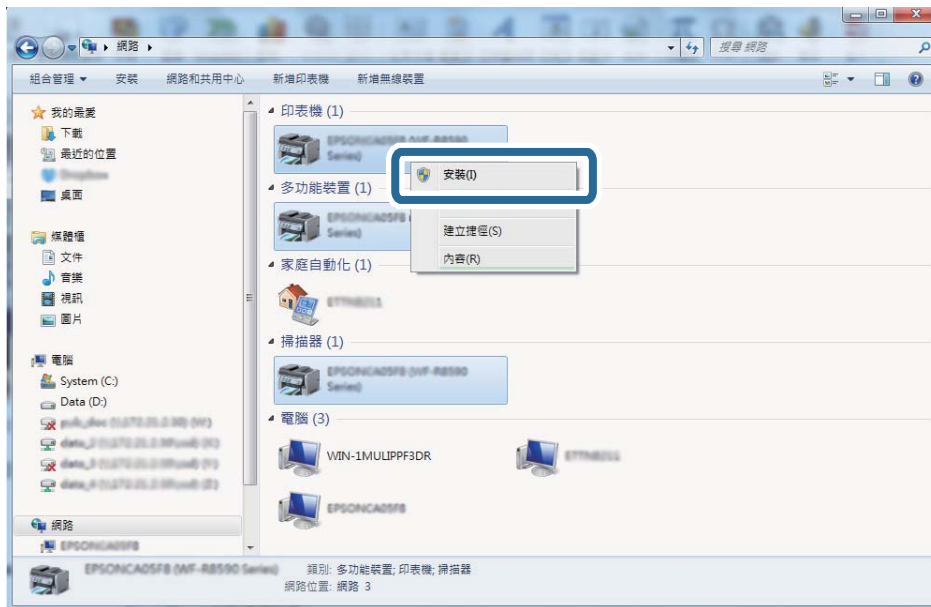 網路
搜尋 網路
組合管理
安裝
網路和共用中心
新增印表機
新增無線裝置
我的最愛
下載
最近的位置
桌面
媒體櫃
文件
音樂
視訊
圖片
電腦
System (C:)
Data (D:)
網路
印表機 (1)
安裝(I)
多功能裝置 (1)
建立捷徑(S)
內容(R)
家庭自動化 (1)
掃描器 (1)
電腦 (3)
WIN-1MULIPPF3DR
EPSONCA05F8 (WF-R8590 Series)
類別: 多功能裝置; 印表機; 掃描器
網路位置: 網路 3